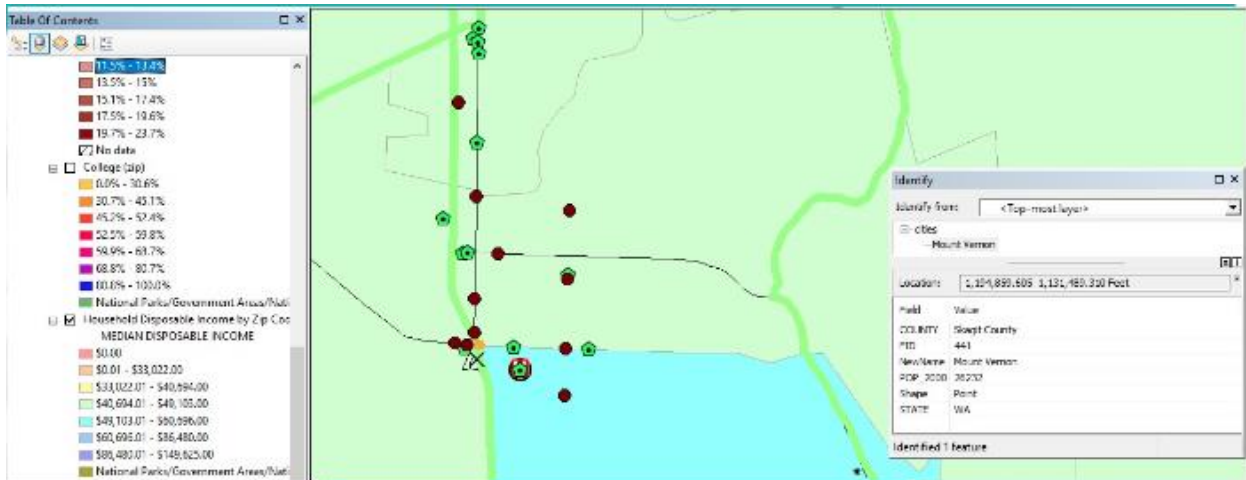 Table Of Contents
11.5% - 13.4%
13.5% - 15%
15.1% - 17.4%
17.5% - 19.6%
19.7% - 23.7%
No data
College (zip)
0.0% - 30.6%
30.7% - 45.1%
45.2% - 52.4%
52.5% - 59.8%
59.9% - 68.7%
68.8% - 80.7%
80.8% - 100.0%
National Parks/Government Areas/Nati
Household Disposable Income by Zip Coo
MEDIAN DISPOSABLE INCOME
$0.00
$0.01 - $33,022.00
$33,022.01 - $40,694.00
$40,694.01 - $49,103.00
$49,103.01 - $60,696.00
$60,696.01 - $86,480.00
$86,480.01 - $149,625.00
National Parks/Government Areas/Nati
Identify
Identify from: <Top-most layer>
cities
Mount Vernon
Location: Feet
Field Value
COUNTY Skagit County
FID 441
NewName Mount Vernon
POP_2000 26232
Shape Point
STATE WA
Identified 1 feature